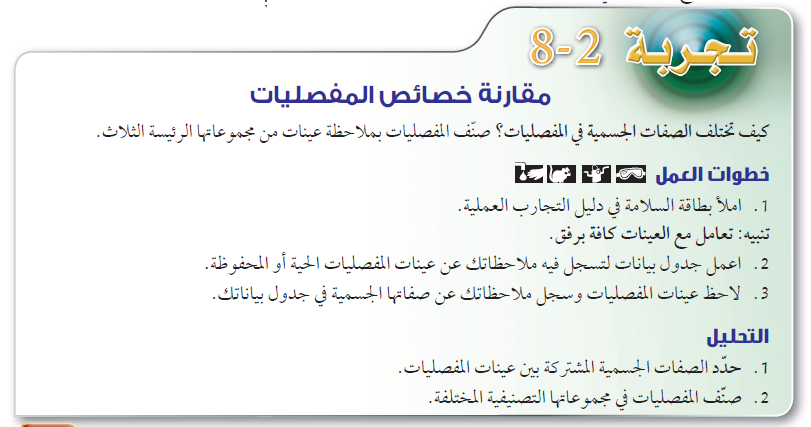 تجربة 2-8
مقارنة خصائص المفصليات
كيف تختلف الصفات الجسمية في المفصليات؟ صنّف المفصليات بملاحظة عينات من مجموعاتها الرئيسة الثلاث.
خطوات العمل
1. املأ بطاقة السلامة في دليل التجارب العملية.
تنبيه: تعامل مع العينات كافة برفق.
2. اعمل جدول بيانات لتسجل فيه ملاحظاتك عن عينات المفصليات الحية أو المحفوظة.
3. لاحظ عينات المفصليات وسجل ملاحظاتك عن صفاتها الجسمية في جدول بياناتك.
التحليل
1. حدّد الصفات الجسمية المشتركة بين عينات المفصليات.
2. صنّف المفصليات في مجموعاتها التصنيفية المختلفة.